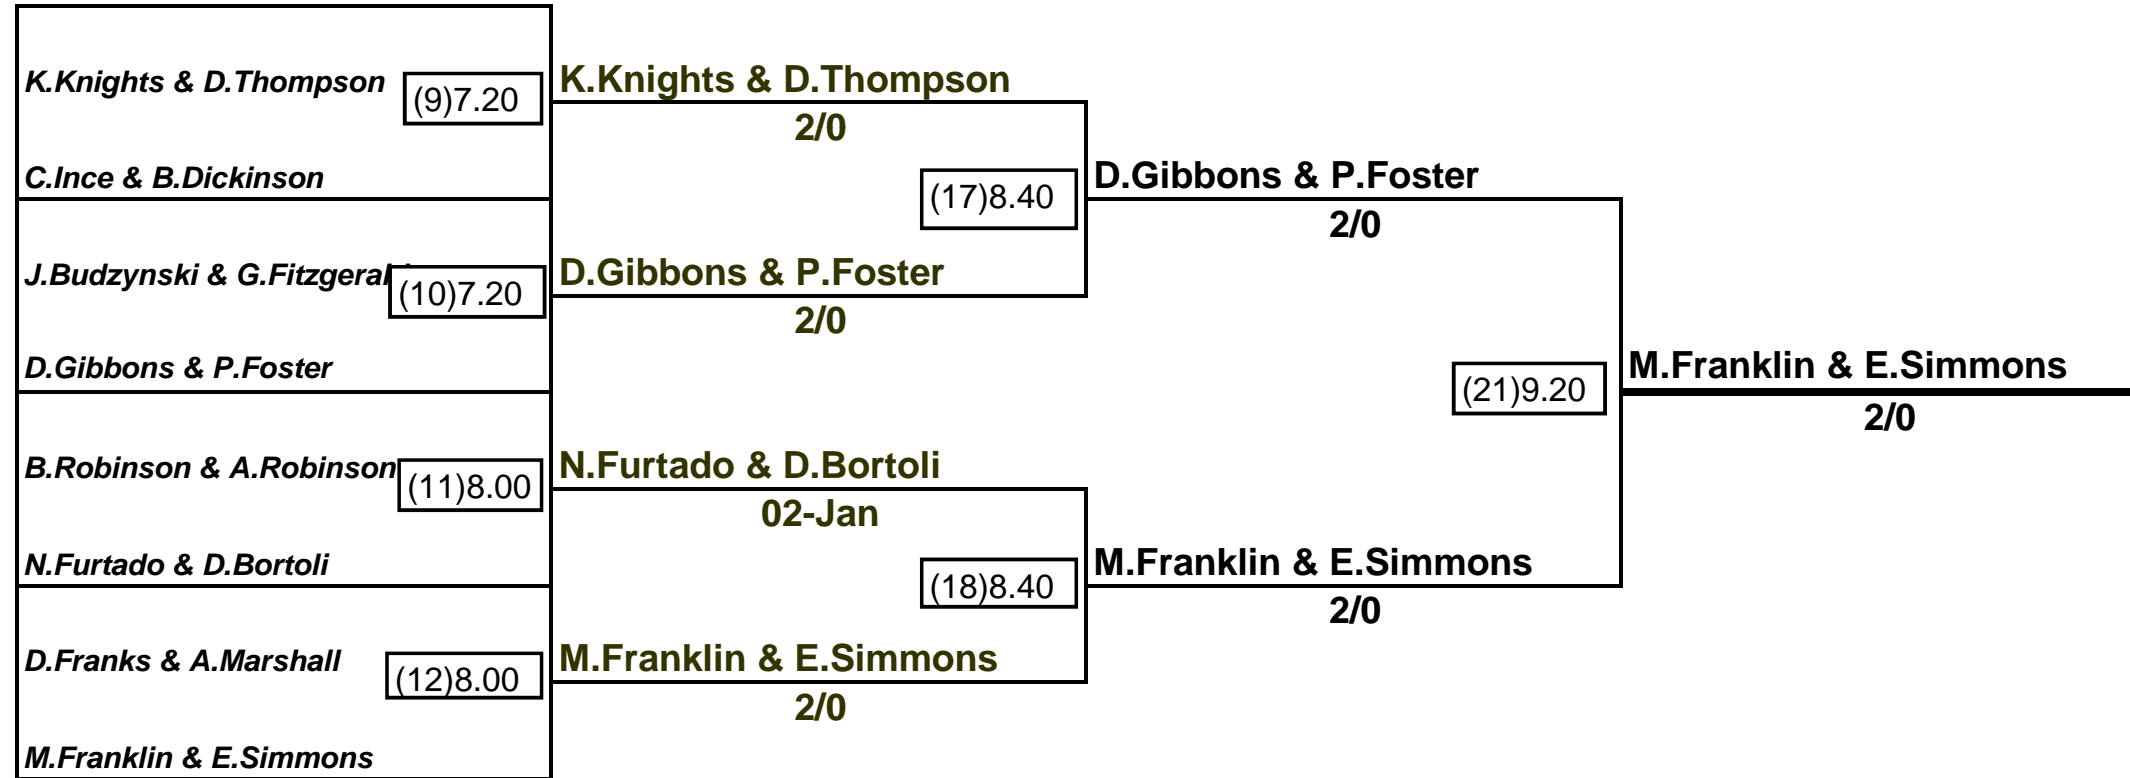 K.Knights & D.Thompson
(9)7.20
C.Ince & B.Dickinson
J.Budzynski & G.Fitzgeral
(10)7.20
D.Gibbons & P.Foster
B.Robinson & A.Robinson
(11)8.00
N.Furtado & D.Bortoli
D.Franks & A.Marshall
(12)8.00
M.Franklin & E.Simmons
K.Knights & D.Thompson
2/0
(17)8.40
D.Gibbons & P.Foster
2/0
N.Furtado & D.Bortoli
02-Jan
(18)8.40
M.Franklin & E.Simmons
2/0
D.Gibbons & P.Foster
2/0
(21)9.20
M.Franklin & E.Simmons
2/0
M.Franklin & E.Simmons
2/0